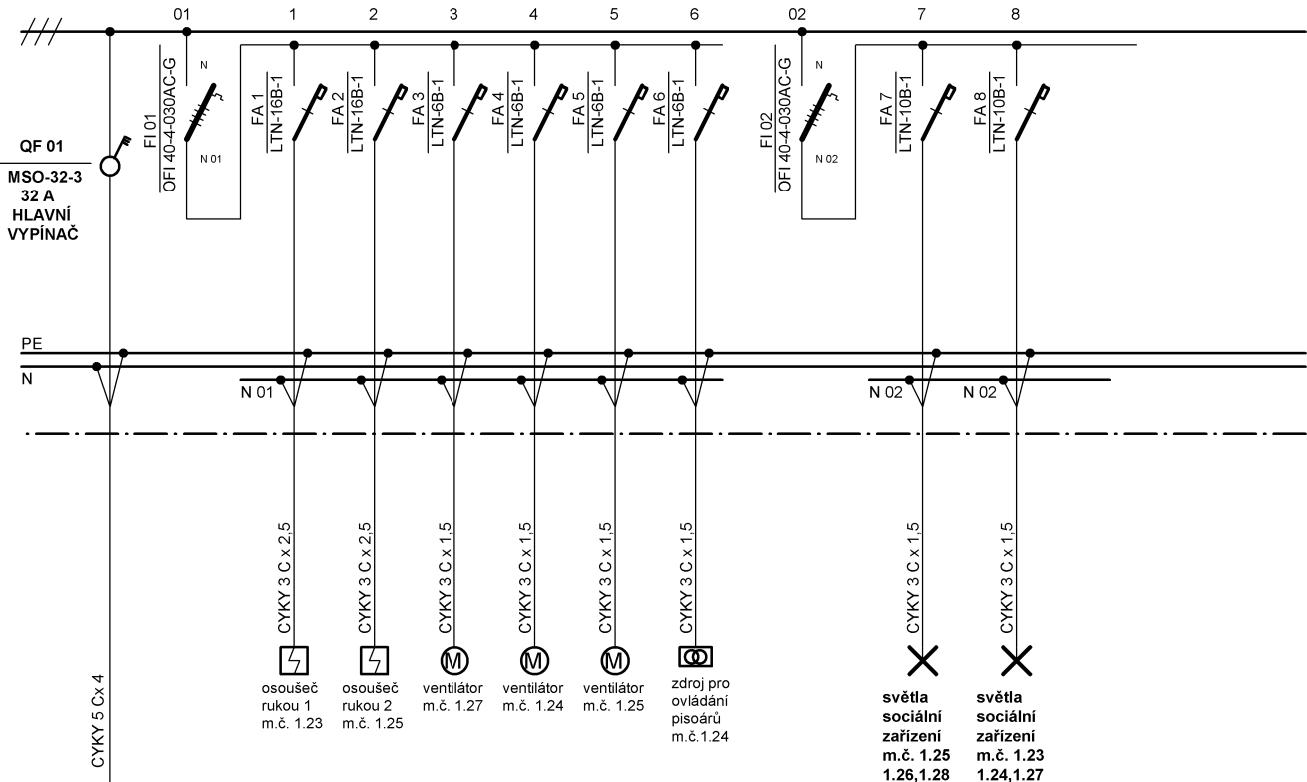 01 1 2 3 4 5 6 02 7 8
QF 01
MSO-32-3
32 A
HLAVNÍ
VYPÍNAČ
FI 01
OFI 40-4-030AC-G
N
N 01
FA 1
LTN-16B-1
FA 2
LTN-16B-1
FA 3
LTN-6B-1
FA 4
LTN-6B-1
FA 5
LTN-6B-1
FA 6
LTN-6B-1
FI 02
OFI 40-4-030AC-G
N
N 02
FA 7
LTN-10B-1
FA 8
LTN-10B-1
PE
N
N 01
N 02
N 02
CYKY 5 Cx 4
CYKY 3 C x 2,5
CYKY 3 C x 2,5
CYKY 3 C x 1,5
CYKY 3 C x 1,5
CYKY 3 C x 1,5
CYKY 3 C x 1,5
CYKY 3 C x 1,5
CYKY 3 C x 1,5
M
M
M
osoušeč
rukou 1
m.č. 1.23
osoušeč
rukou 2
m.č. 1.25
ventilátor
m.č. 1.27
ventilátor
m.č. 1.24
ventilátor
m.č. 1.25
zdroj pro
ovládání
pisoárů
m.č.1.24
světla
sociální
zařízení
m.č. 1.25
1.26,1.28
světla
sociální
zařízení
m.č. 1.23
1.24,1.27